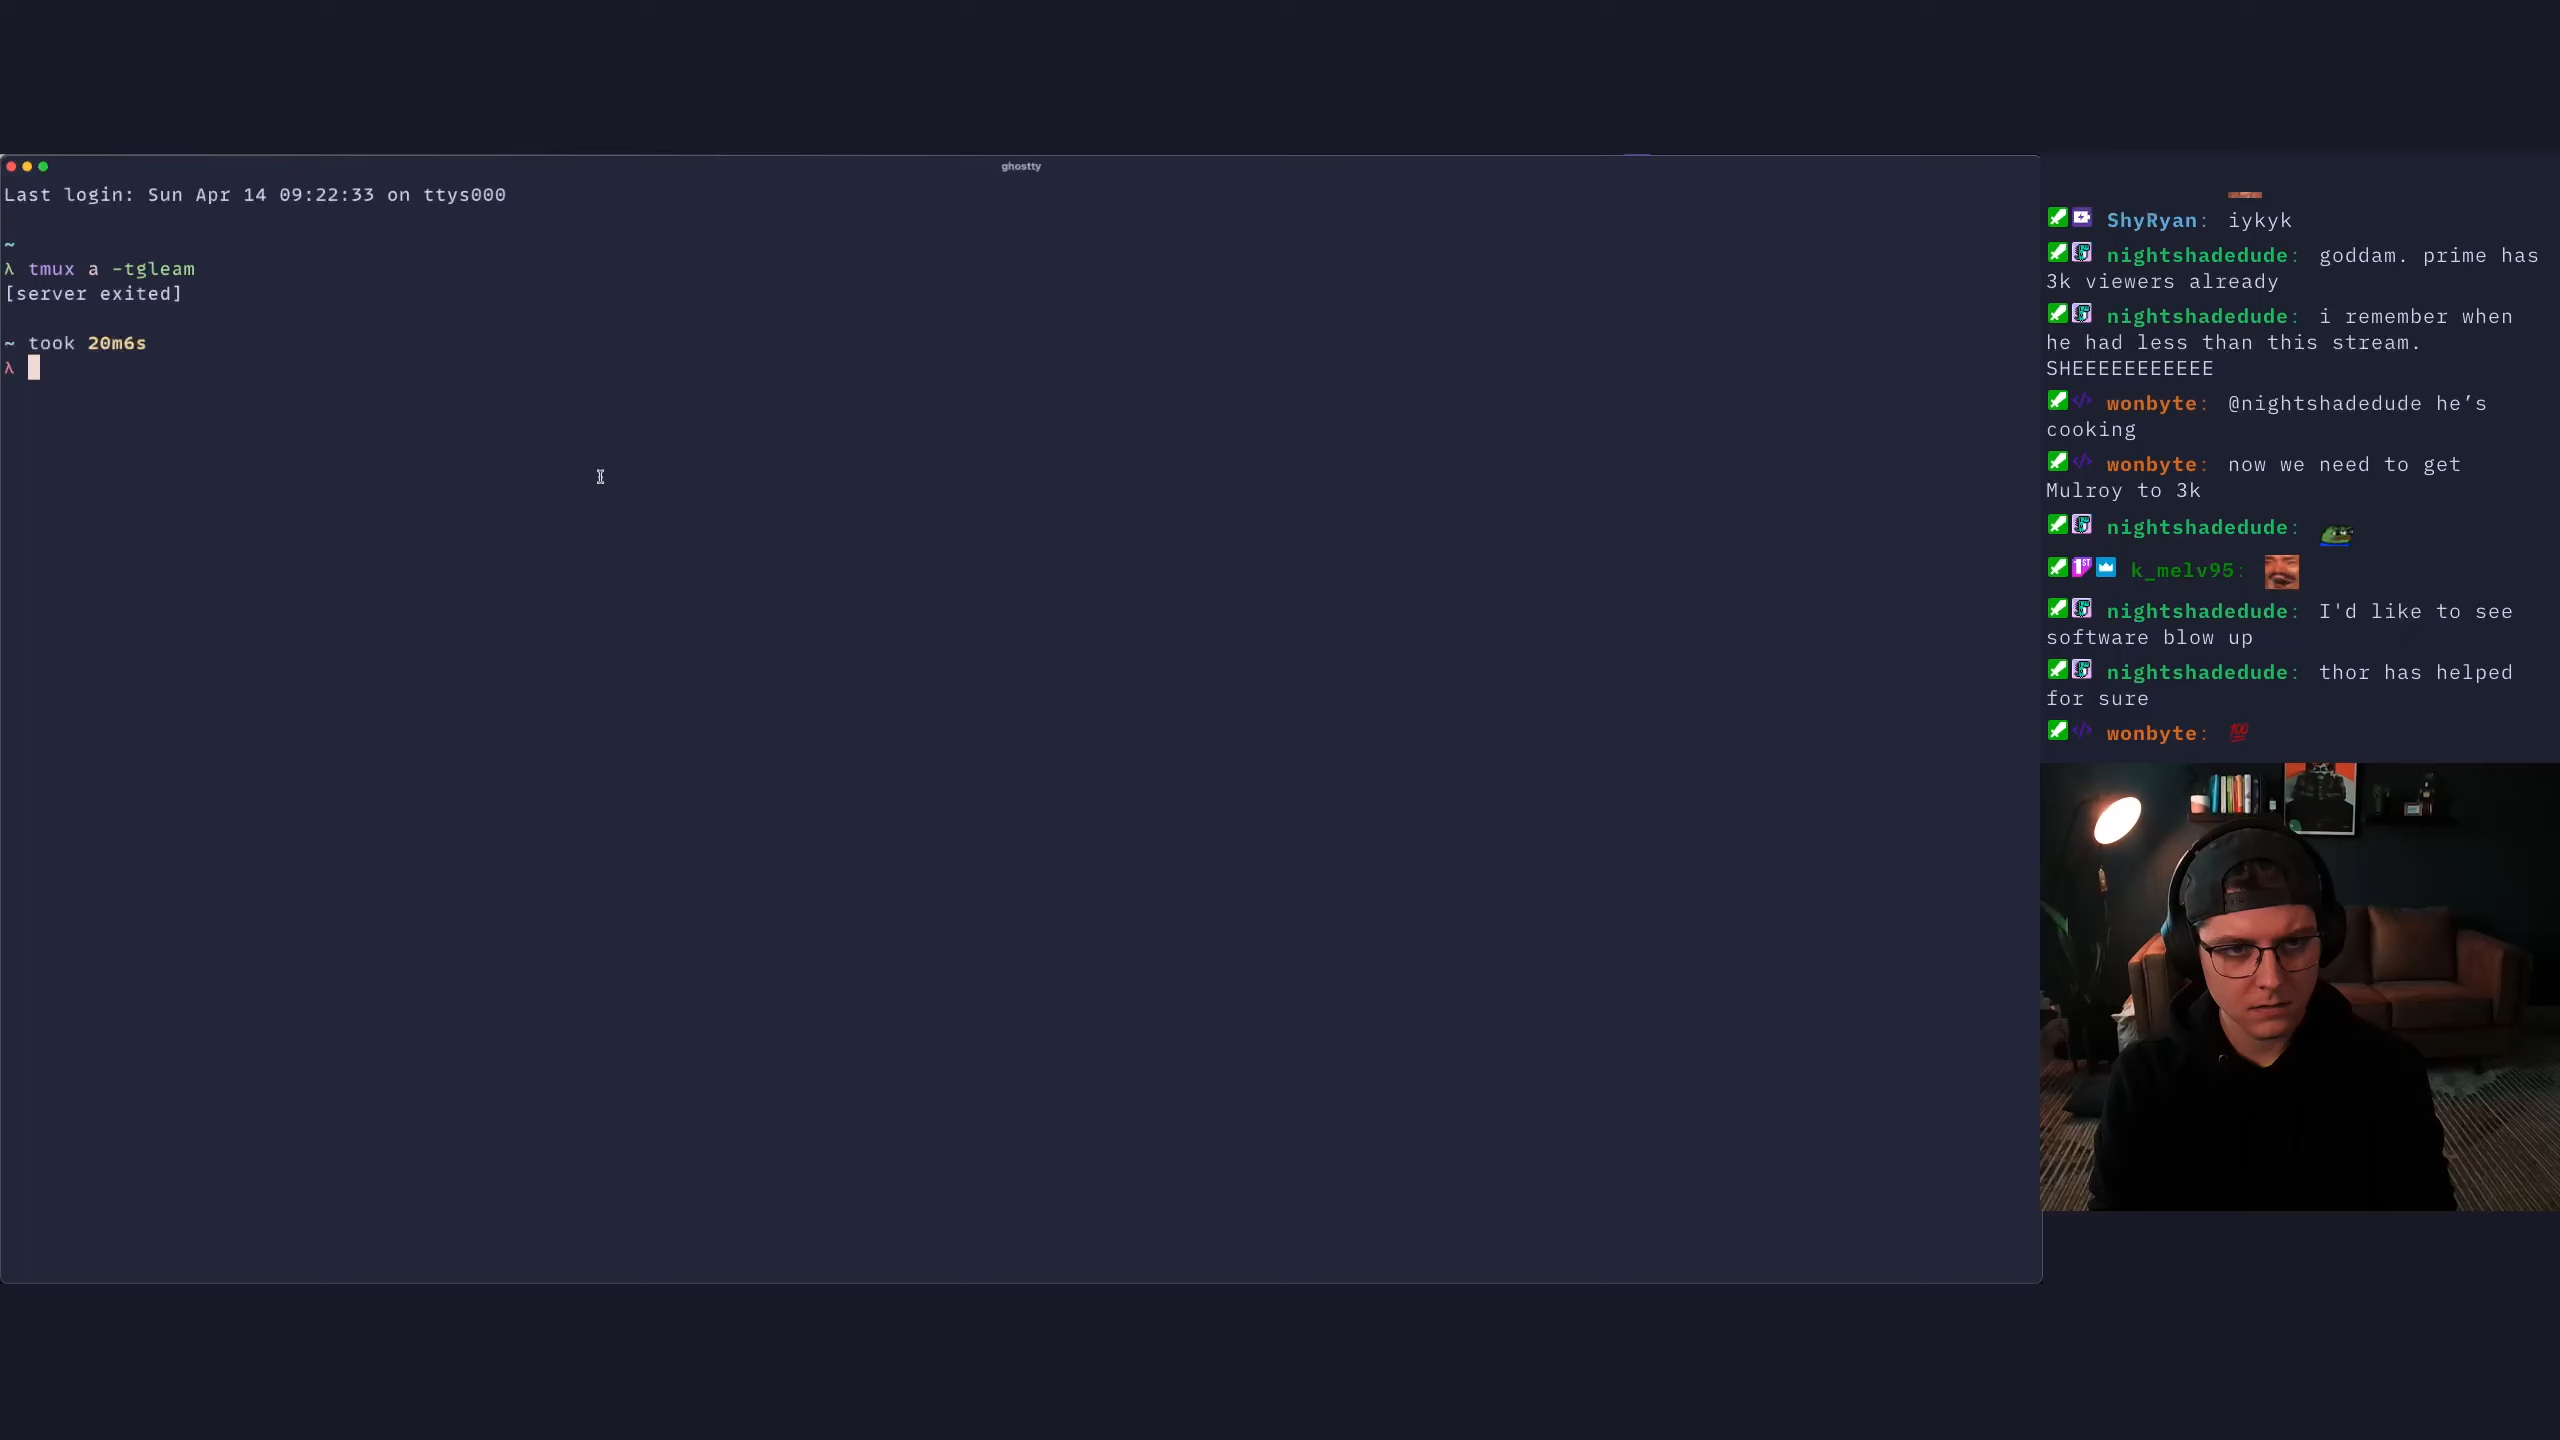 ghostty
Last login: Sun Apr 14 09:22:33 on ttys000
~
λ tmux a -tgleam
[server exited]
~ took 20m6s
λ
ShyRyan: iykyk
nightshadedude: goddam. prime has
3k viewers already
nightshadedude: i remember when
he had less than this stream.
SHEEEEEEEEEEE
wonbyte: @nightshadedude he’s
cooking
wonbyte: now we need to get
Mulroy to 3k
nightshadedude:
k_melv95:
nightshadedude: I'd like to see
software blow up
nightshadedude: thor has helped
for sure
wonbyte: 💯